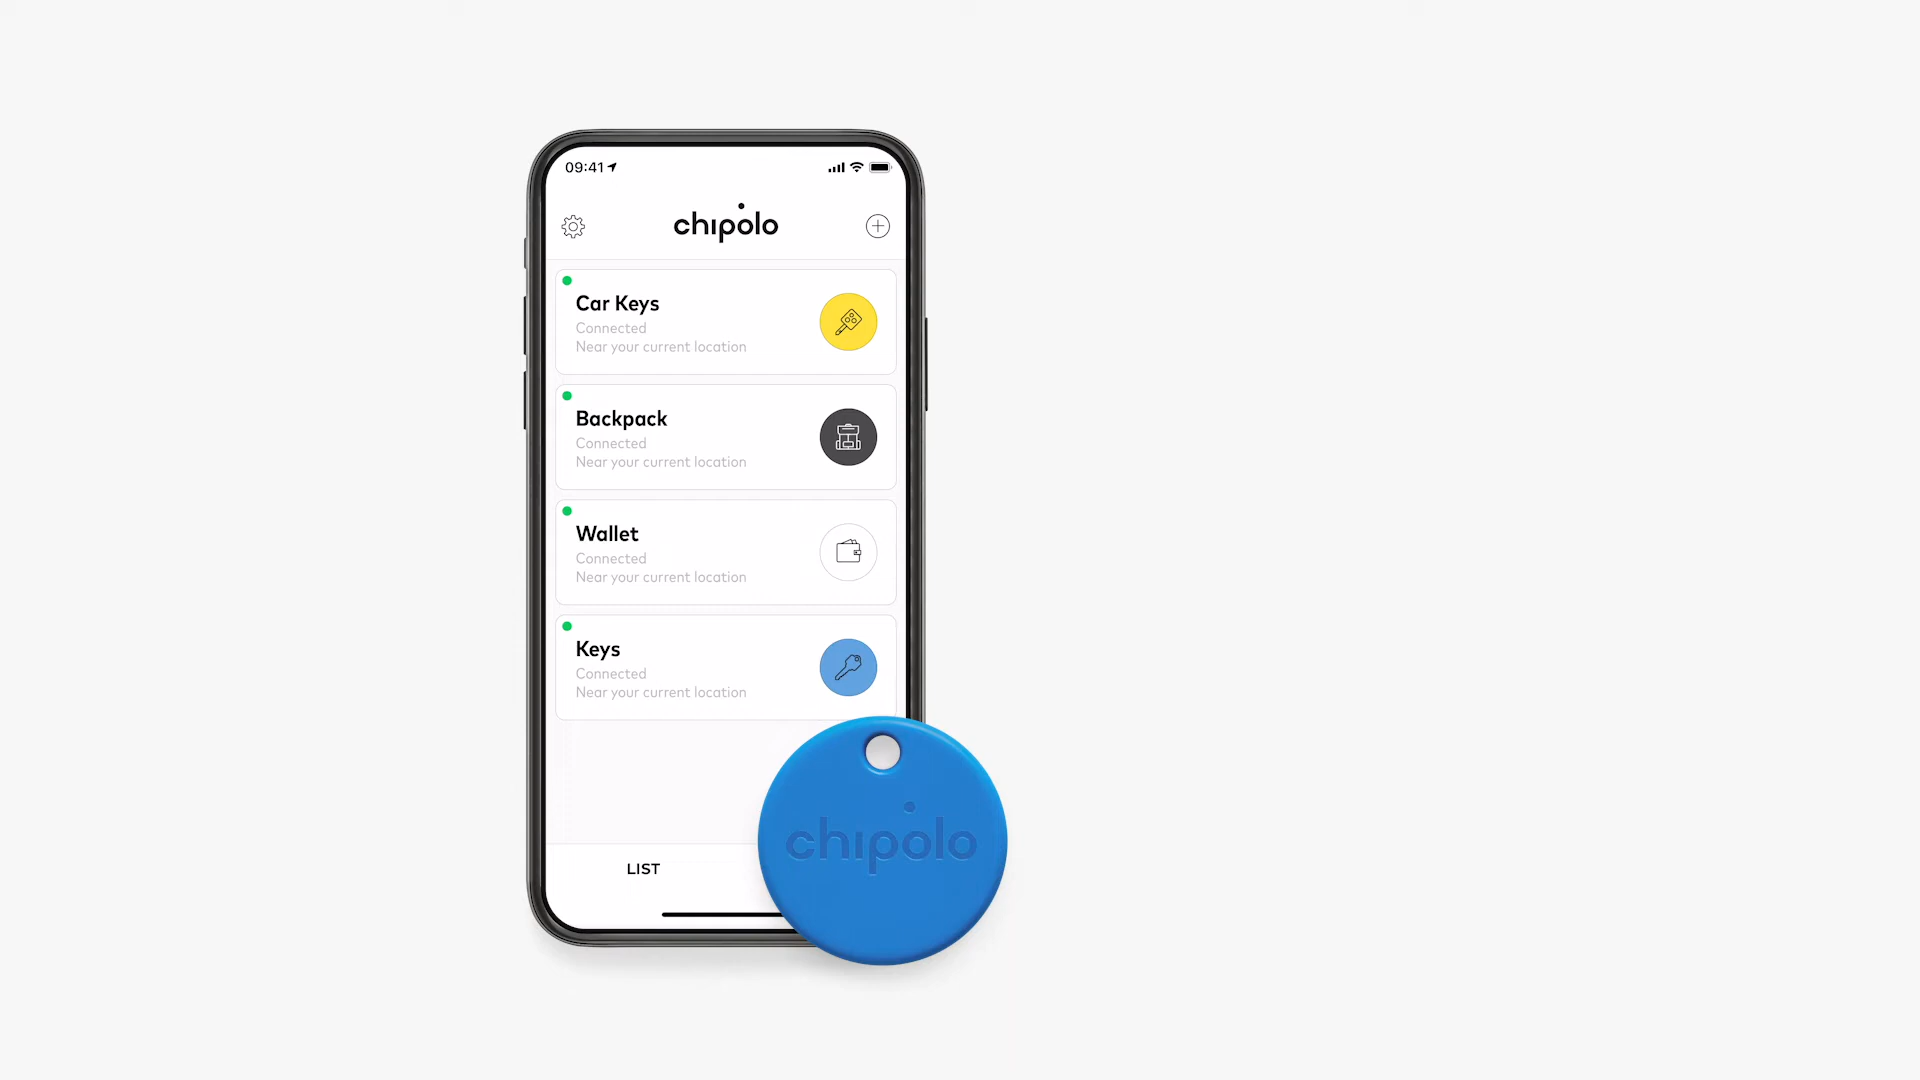 09:41
chipolo
Car Keys
Connected
Near your current location
Backpack
Connected
Near your current location
Wallet
Connected
Near your current location
Keys
Connected
Near your current location
chipolo
LIST